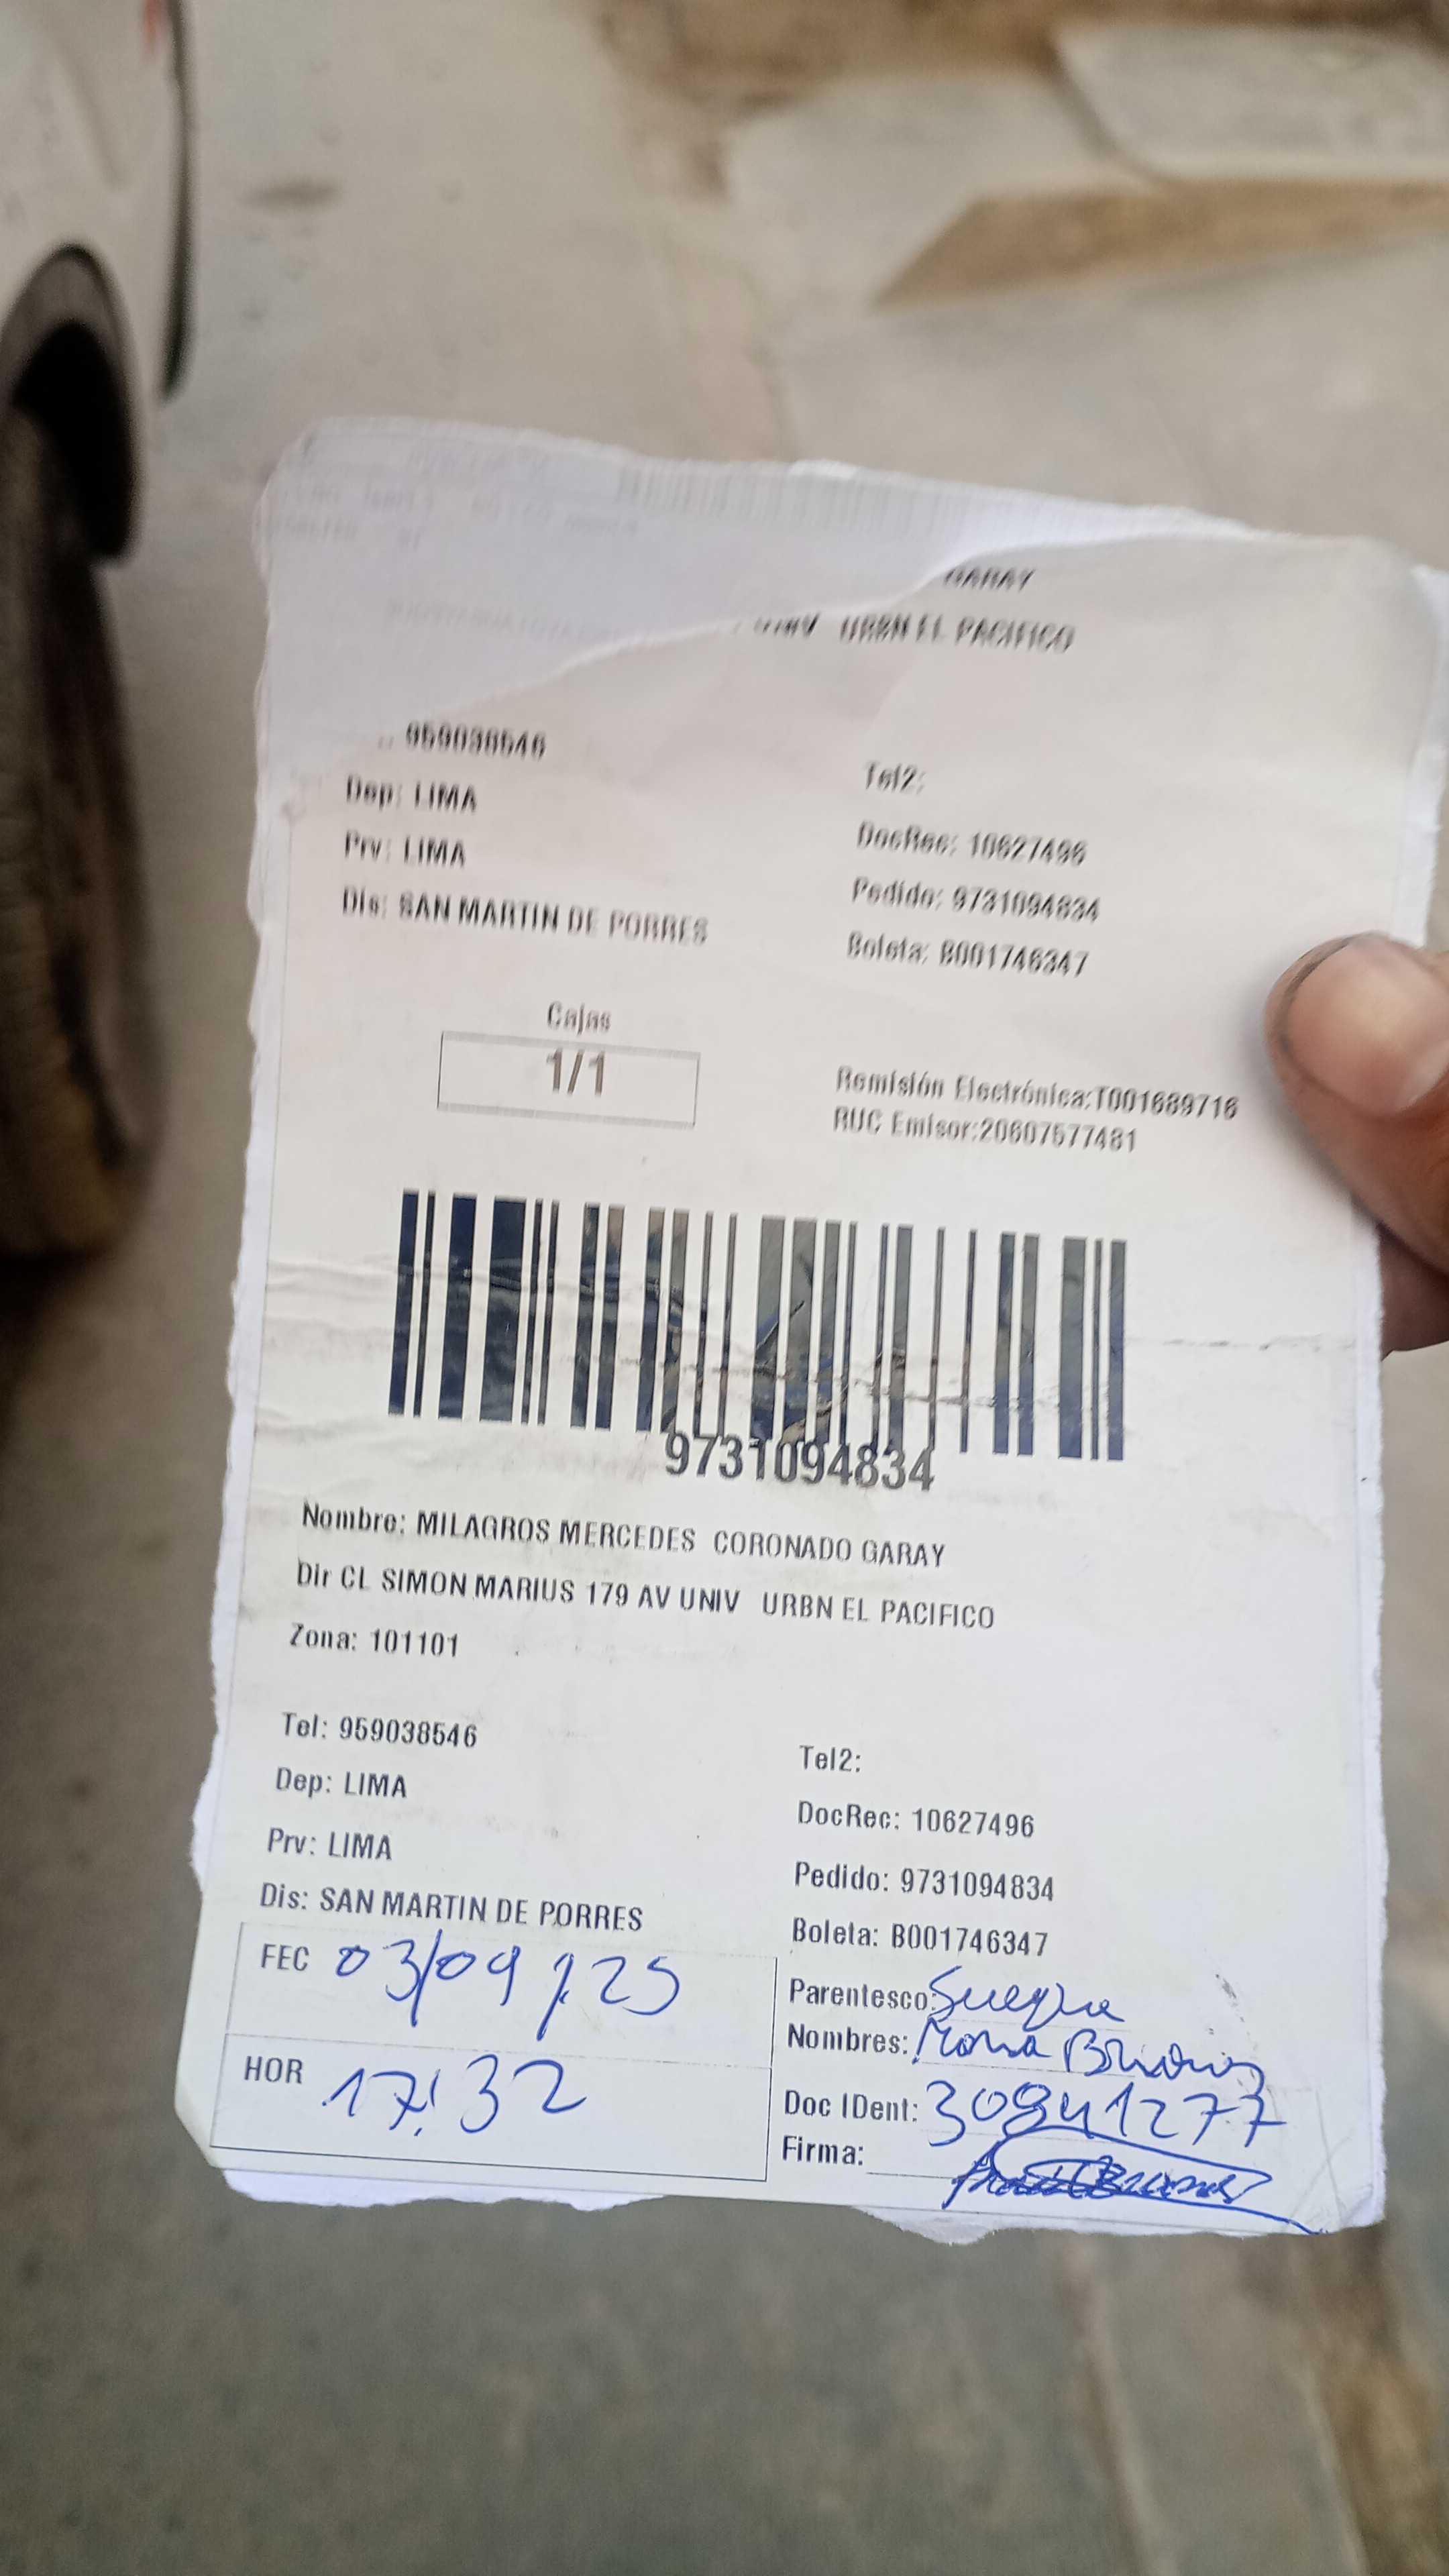 GARAY
URBN EL PACIFICO
959038546
Tel2:
Dep: LIMA
DocRec: 10627496
Prv: LIMA
Pedido: 9731094834
Dis: SAN MARTIN DE PORRES
Boleta: B001746347
Cajas
1/1
Remisión Electrónica:T001689716
RUC Emisor:20607577481
9731094834
Nombre: MILAGROS MERCEDES CORONADO GARAY
Dir CL SIMON MARIUS 179 AV UNIV URBN EL PACIFICO
Zona: 101101
Tel: 959038546
Tel2:
Dep: LIMA
DocRec: 10627496
Prv: LIMA
Pedido: 9731094834
Dis: SAN MARTIN DE PORRES
Boleta: B001746347
FEC 03/09/25
Parentesco: Suegra
Nombres:
HOR 17:32
Doc IDent: 30841277
Firma: